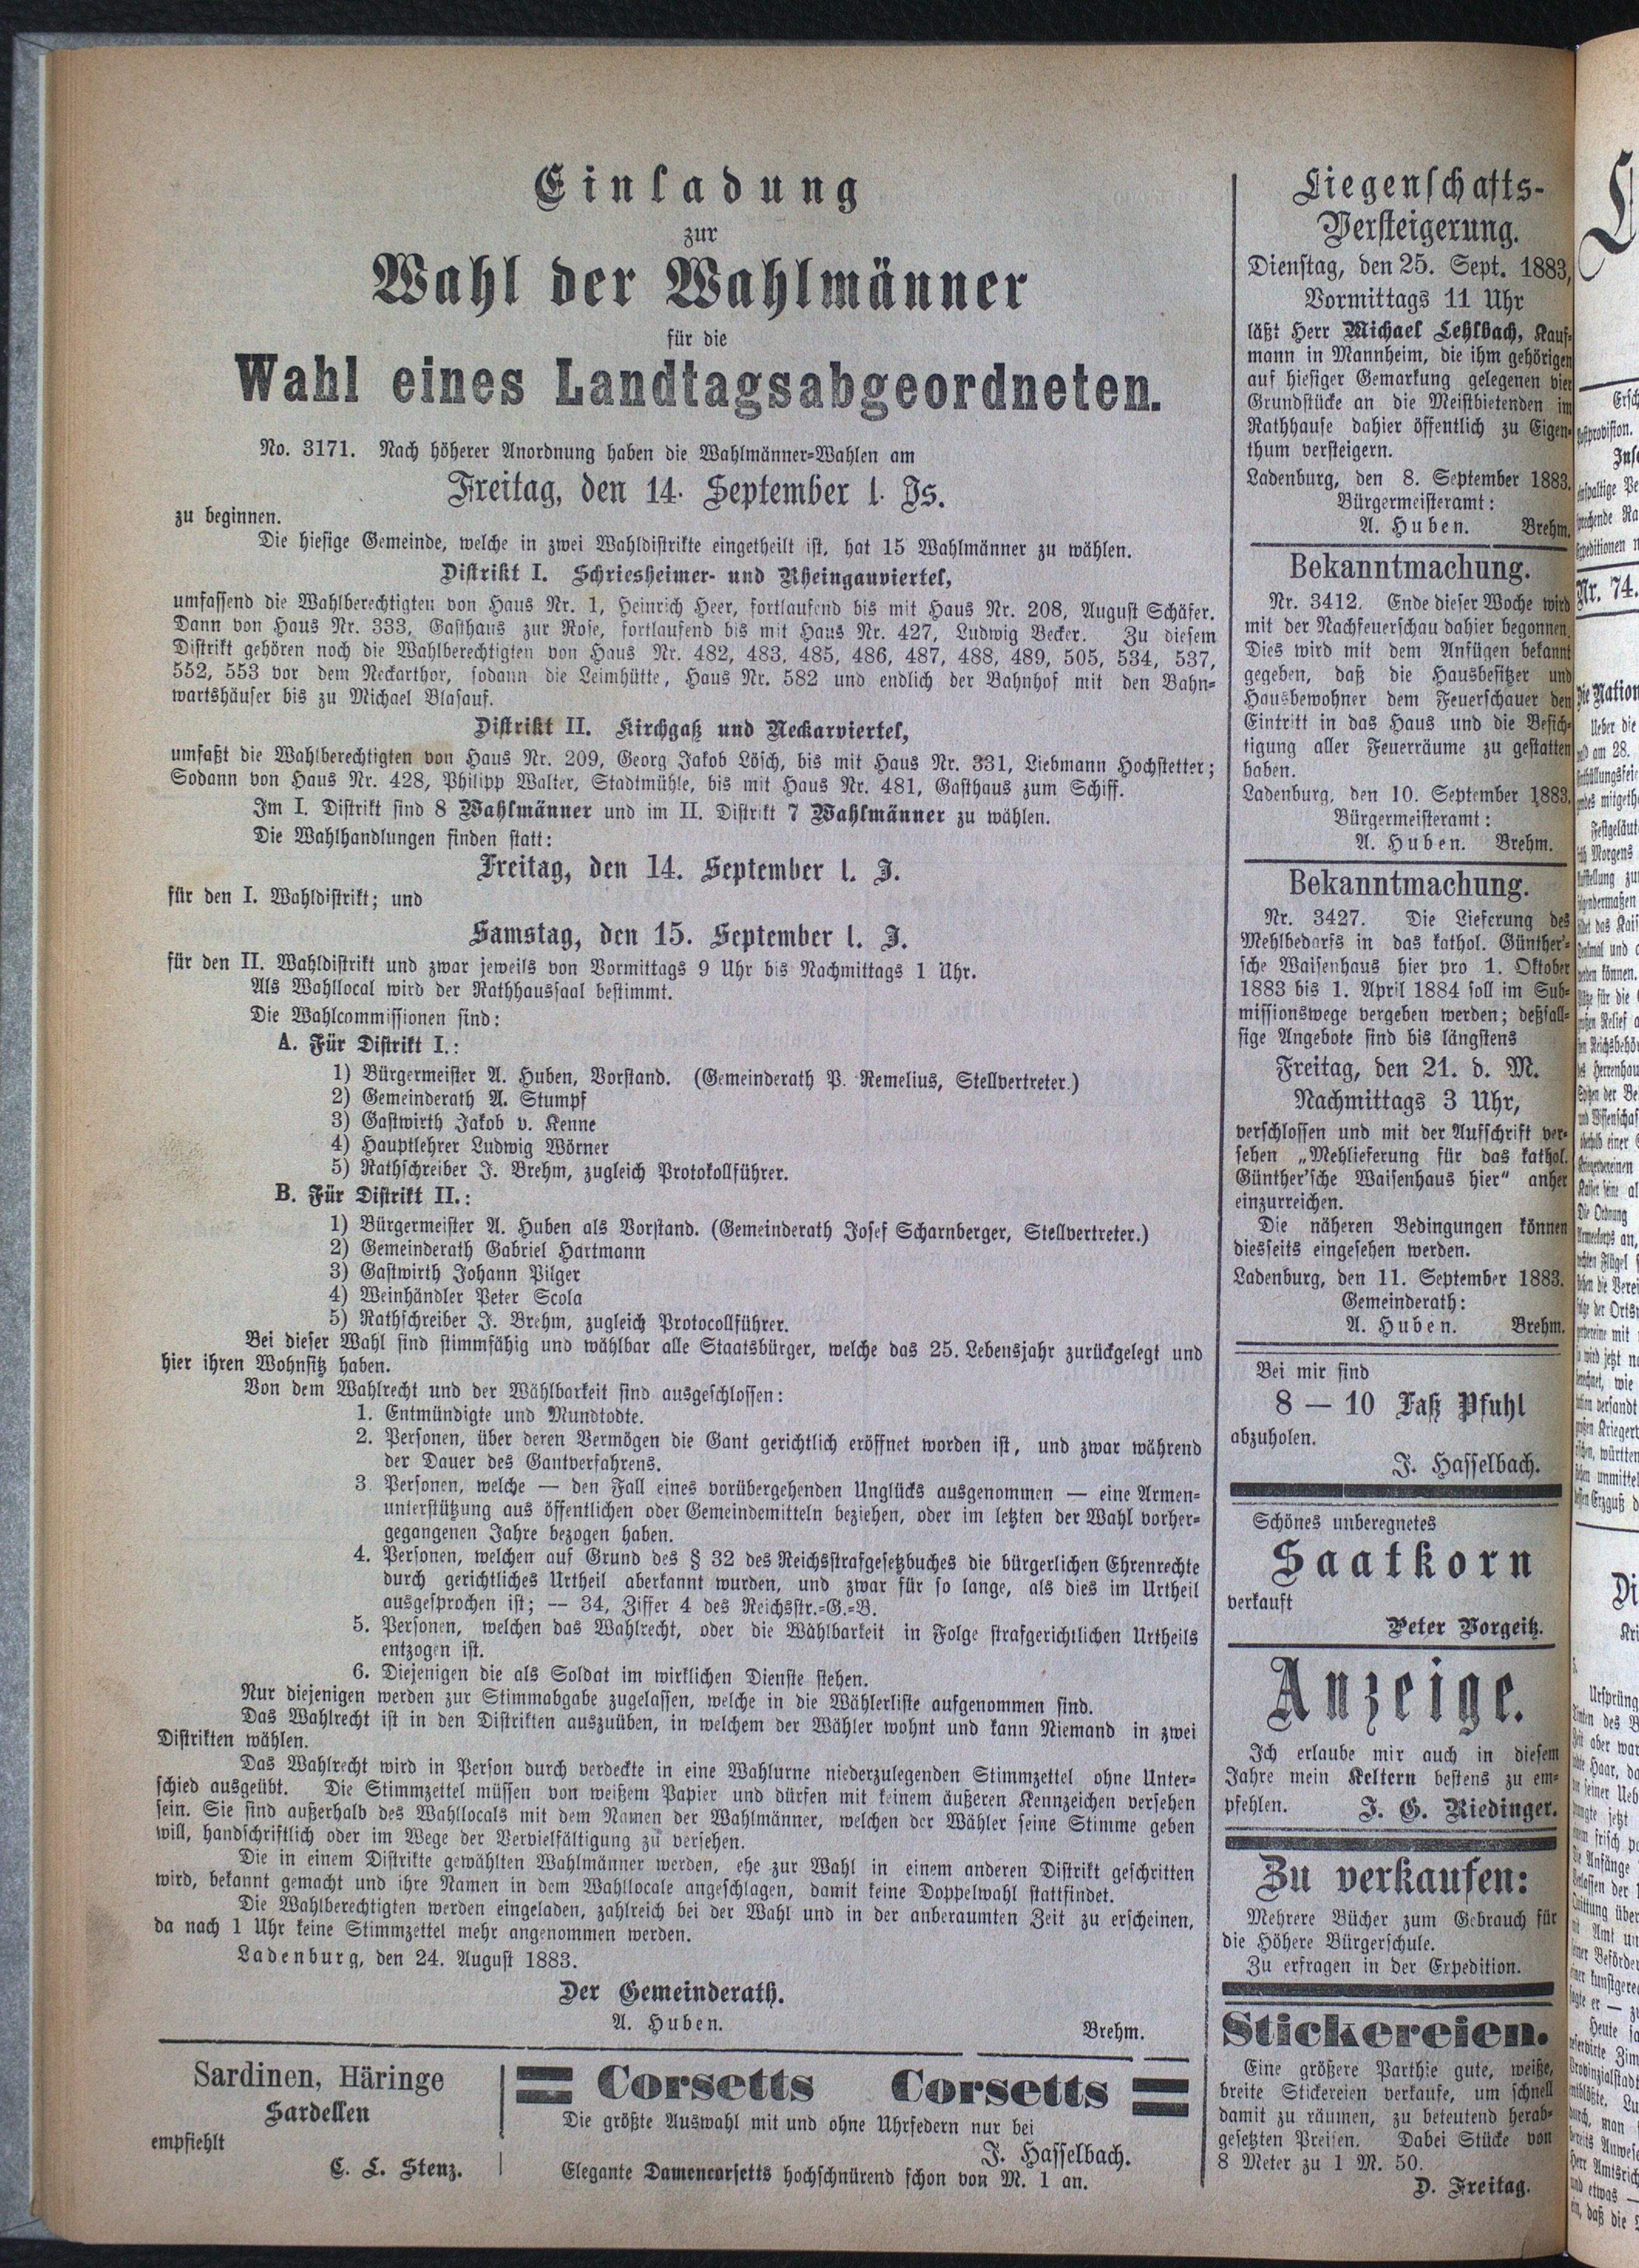 Einladung
zur
Wahl der Wahlmänner
für die
Wahl eines Landtagsabgeordneten.
No. 3171. Nach höherer Anordnung haben die Wahlmänner-Wahlen am
Freitag, den 14. September l. Js.
zu beginnen.
Die hiesige Gemeinde, welche in zwei Wahldistrikte eingetheilt ist, hat 15 Wahlmänner zu wählen.
Distrikt I. Schriesheimer- und Rheingauviertel,
umfassend die Wahlberechtigten von Haus Nr. 1, Heinrich Heer, fortlaufend bis mit Haus Nr. 208, August Schäfer.
Dann von Haus Nr. 333, Gasthaus zur Rose, fortlaufend bis mit Haus Nr. 427, Ludwig Becker. Zu diesem
Distrikt gehören noch die Wahlberechtigten von Haus Nr. 482, 483, 485, 486, 487, 488, 489, 505, 534, 537,
552, 553 vor dem Neckarthor, sodann die Leimhütte, Haus Nr. 582 und endlich der Bahnhof mit den Bahn-
wartshäuser bis zu Michael Blasauf.
Distrikt II. Kirchgaß und Neckarviertel,
umfaßt die Wahlberechtigten von Haus Nr. 209, Georg Jakob Lösch, bis mit Haus Nr. 331, Liebmann Hochstetter;
Sodann von Haus Nr. 428, Philipp Walter, Stadtmühle, bis mit Haus Nr. 481, Gasthaus zum Schiff.
Im I. Distrikt sind 8 Wahlmänner und im II. Distrikt 7 Wahlmänner zu wählen.
Die Wahlhandlungen finden statt:
Freitag, den 14. September l. J.
für den I. Wahldistrikt; und
Samstag, den 15. September l. J.
für den II. Wahldistrikt und zwar jeweils von Vormittags 9 Uhr bis Nachmittags 1 Uhr.
Als Wahllocal wird der Rathhaussaal bestimmt.
Die Wahlcommissionen sind:
A. Für Distrikt I.:
1) Bürgermeister A. Huben, Vorstand. (Gemeinderath P. Remelius, Stellvertreter.)
2) Gemeinderath A. Stumpf
3) Gastwirth Jakob v. Kenne
4) Hauptlehrer Ludwig Wörner
5) Rathschreiber J. Brehm, zugleich Protokollführer.
B. Für Distrikt II.:
1) Bürgermeister A. Huben als Vorstand. (Gemeinderath Josef Scharnberger, Stellvertreter.)
2) Gemeinderath Gabriel Hartmann
3) Gastwirth Johann Pilger
4) Weinhändler Peter Scola
5) Rathschreiber J. Brehm, zugleich Protocollführer.
Bei dieser Wahl sind stimmfähig und wählbar alle Staatsbürger, welche das 25. Lebensjahr zurückgelegt und
hier ihren Wohnsitz haben.
Von dem Wahlrecht und der Wählbarkeit sind ausgeschlossen:
1. Entmündigte und Mundtodte.
2. Personen, über deren Vermögen die Gant gerichtlich eröffnet worden ist, und zwar während
der Dauer des Gantverfahrens.
3 Personen, welche — den Fall eines vorübergehenden Unglücks ausgenommen — eine Armen-
unterstützung aus öffentlichen oder Gemeindemitteln beziehen, oder im letzten der Wahl vorher-
gegangenen Jahre bezogen haben.
4. Personen, welchen auf Grund des § 32 des Reichsstrafgesetzbuches die bürgerlichen Ehrenrechte
durch gerichtliches Urtheil aberkannt wurden, und zwar für so lange, als dies im Urtheil
ausgesprochen ist; — 34, Ziffer 4 des Reichsstr.-G.-B.
5. Personen, welchen das Wahlrecht, oder die Wählbarkeit in Folge strafgerichtlichen Urtheils
entzogen ist.
6. Diejenigen die als Soldat im wirklichen Dienste stehen.
Nur diejenigen werden zur Stimmabgabe zugelassen, welche in die Wählerliste aufgenommen sind.
Das Wahlrecht ist in den Distrikten auszuüben, in welchem der Wähler wohnt und kann Niemand in zwei
Distrikten wählen.
Das Wahlrecht wird in Person durch verdeckte in eine Wahlurne niederzulegenden Stimmzettel ohne Unter-
schied ausgeübt. Die Stimmzettel müssen von weißem Papier und dürfen mit keinem äußeren Kennzeichen versehen
sein. Sie sind außerhalb des Wahllocals mit dem Namen der Wahlmänner, welchen der Wähler seine Stimme geben
will, handschriftlich oder im Wege der Vervielfältigung zu versehen.
Die in einem Distrikte gewählten Wahlmänner werden, ehe zur Wahl in einem anderen Distrikt geschritten
wird, bekannt gemacht und ihre Namen in dem Wahllocale angeschlagen, damit keine Doppelwahl stattfindet.
Die Wahlberechtigten werden eingeladen, zahlreich bei der Wahl und in der anberaumten Zeit zu erscheinen,
da nach 1 Uhr keine Stimmzettel mehr angenommen werden.
Ladenburg, den 24. August 1883.
Der Gemeinderath.
A. Huben.
Brehm.
Sardinen, Häringe
Sardellen
empfiehlt
C. L. Stenz.
Corsetts Corsetts
Die größte Auswahl mit und ohne Uhrfedern nur bei
J. Hasselbach.
Elegante Damencorsetts hochschnürend schon von M. 1 an.
Liegenschafts-
Versteigerung.
Dienstag, den 25. Sept. 1883,
Vormittags 11 Uhr
läßt Herr Michael Lehlbach, Kauf-
mann in Mannheim, die ihm gehörigen
auf hiesiger Gemarkung gelegenen vier
Grundstücke an die Meistbietenden im
Rathhause dahier öffentlich zu Eigen-
thum versteigern.
Ladenburg, den 8. September 1883.
Bürgermeisteramt:
A. Huben. Brehm.
Bekanntmachung.
Nr. 3412. Ende dieser Woche wird
mit der Nachfeuerschau dahier begonnen.
Dies wird mit dem Anfügen bekannt
gegeben, daß die Hausbesitzer und
Hausbewohner dem Feuerschauer den
Eintritt in das Haus und die Besich-
tigung aller Feuerräume zu gestatten
haben.
Ladenburg, den 10. September 1883.
Bürgermeisteramt:
A. Huben. Brehm.
Bekanntmachung.
Nr. 3427. Die Lieferung des
Mehlbedarfs in das kathol. Günther'-
sche Waisenhaus hier pro 1. Oktober
1883 bis 1. April 1884 soll im Sub-
missionswege vergeben werden; deßfall-
sige Angebote sind bis längstens
Freitag, den 21. d. M.
Nachmittags 3 Uhr,
verschlossen und mit der Aufschrift ver-
sehen „Mehllieferung für das kathol.
Günther'sche Waisenhaus hier“ anher
einzurreichen.
Die näheren Bedingungen können
diesseits eingesehen werden.
Ladenburg, den 11. September 1883.
Gemeinderath:
A. Huben. Brehm.
Bei mir sind
8 — 10 Faß Pfuhl
abzuholen.
J. Hasselbach.
Schönes unberegnetes
Saatkorn
verkauft
Peter Vorgeitz.
Anzeige.
Ich erlaube mir auch in diesem
Jahre mein Keltern bestens zu em-
pfehlen. J. G. Riedinger.
Zu verkaufen:
Mehrere Bücher zum Gebrauch für
die Höhere Bürgerschule.
Zu erfragen in der Expedition.
Stickereien.
Eine größere Parthie gute, weiße,
breite Stickereien verkaufe, um schnell
damit zu räumen, zu beteutend herab-
gesetzten Preisen. Dabei Stücke von
8 Meter zu 1 M. 50.
D. Freitag.
Nr. 74.